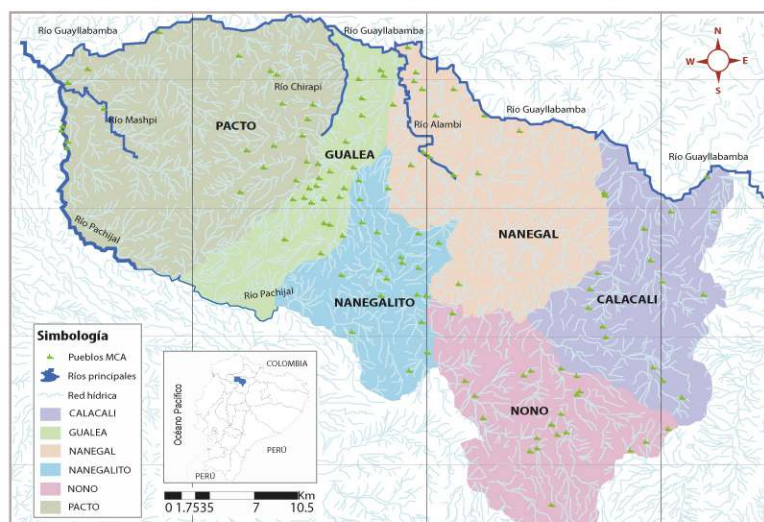 Río Guayllabamba
Río Guayllabamba
N
W
E
S
Río Chirapi
Río Mashpi
PACTO
Río Alambi
Río Guayllabamba
GUALEA
Río Guayllabamba
Río Pachijal
NANEGAL
Río Pachijal
NANEGALITO
CALACALI
NONO
Simbología
Pueblos MCA
Ríos principales
Red hídrica
CALACALI
GUALEA
NANEGAL
NANEGALITO
NONO
PACTO
COLOMBIA
Océano Pacífico
PERÚ
PERÚ
Km
0 1.7535 7 10.5